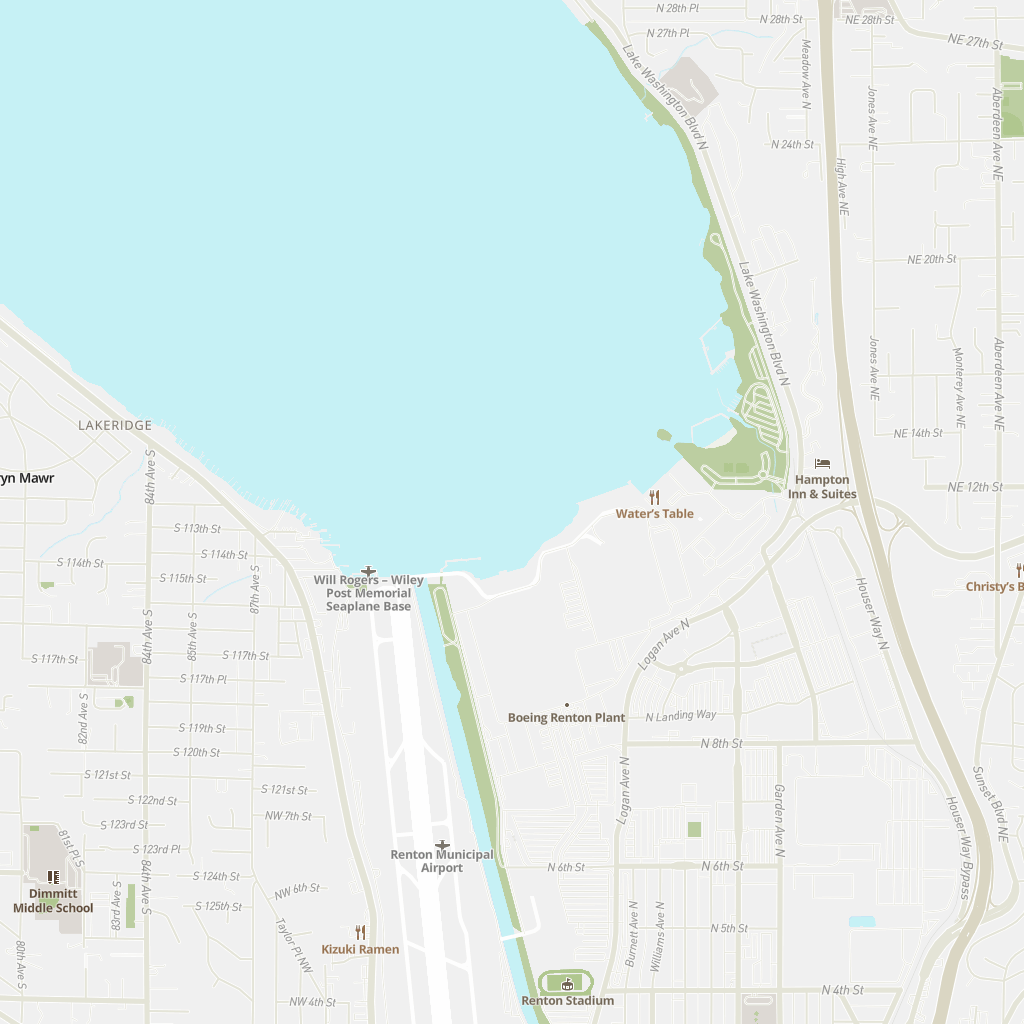 N 28th Pl
N 28th St
NE 28th St
N 27th Pl
NE 27th St
Lake Washington Blvd N
Meadow Ave N
Jones Ave NE
Aberdeen Ave NE
N 24th St
High Ave NE
NE 20th St
Lake Washington Blvd N
Jones Ave NE
Monterey Ave NE
Aberdeen Ave NE
LAKERIDGE
NE 14th St
84th Ave S
ryn Mawr
Hampton
Inn & Suites
NE 12th St
Water's Table
S 113th St
S 114th St
S 114th St
S 115th St
87th Ave S
Will Rogers – Wiley
Post Memorial
Seaplane Base
Christy's B
Houser Way N
84th Ave S
85th Ave S
Logan Ave N
S 117th St
S 117th St
S 117th Pl
82nd Ave S
Boeing Renton Plant
N Landing Way
S 119th St
S 120th St
N 8th St
S 121st St
S 121st St
Logan Ave N
Garden Ave N
Sunset Blvd NE
Houser Way Bypass
S 122nd St
NW 7th St
S 123rd St
81st Pl S
S 123rd Pl
Renton Municipal
Airport
N 6th St
N 6th St
S 124th St
84th Ave S
Dimmitt
Middle School
83rd Ave S
NW 6th St
S 125th St
Taylor Pl NW
Kizuki Ramen
Burnett Ave N
Williams Ave N
N 5th St
80th Ave S
NW 4th St
Renton Stadium
N 4th St